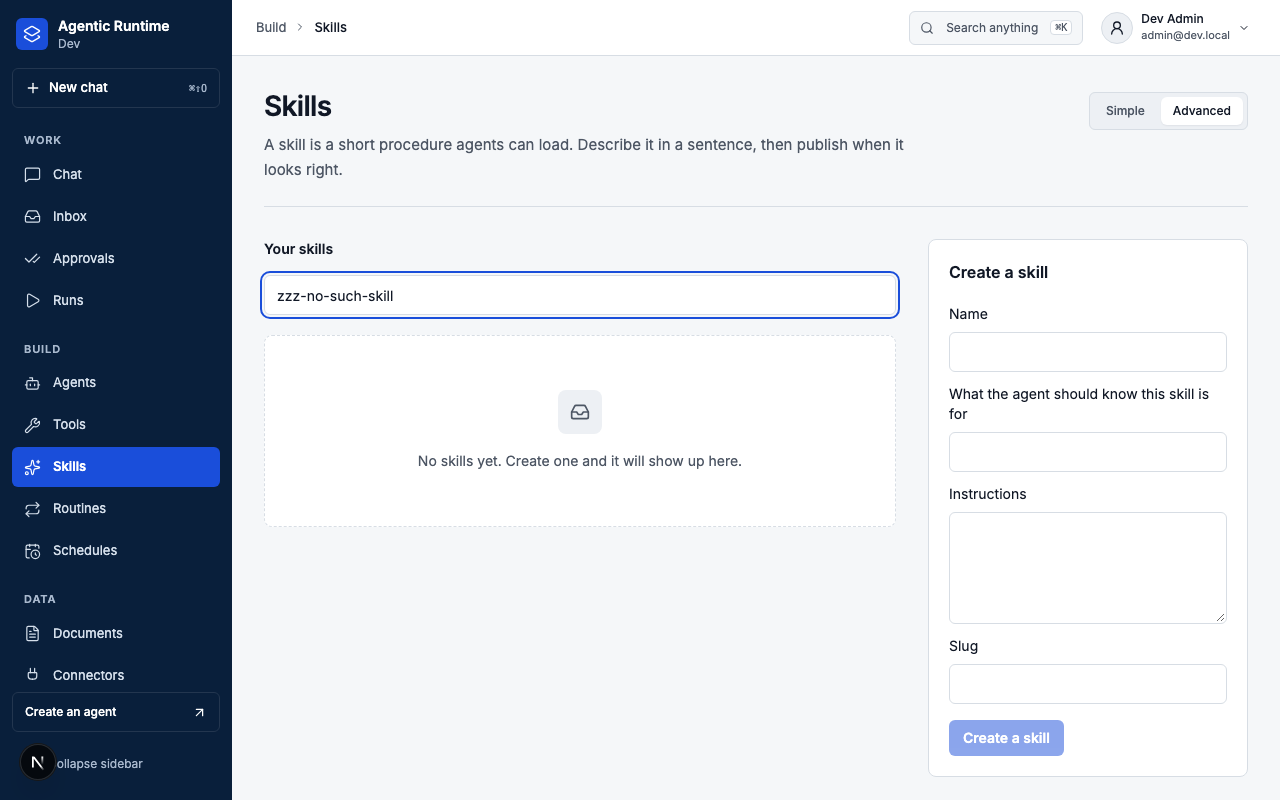 Agentic Runtime
Dev
New chat
⌘⇧O
WORK
Chat
Inbox
Approvals
Runs
BUILD
Agents
Tools
Skills
Routines
Schedules
DATA
Documents
Connectors
Create an agent
N
ollapse sidebar
Build
Skills
Search anything
⌘K
Dev Admin
admin@dev.local
Skills
Simple
Advanced
A skill is a short procedure agents can load. Describe it in a sentence, then publish when it
looks right.
Your skills
zzz-no-such-skill
No skills yet. Create one and it will show up here.
Create a skill
Name
What the agent should know this skill is
for
Instructions
Slug
Create a skill